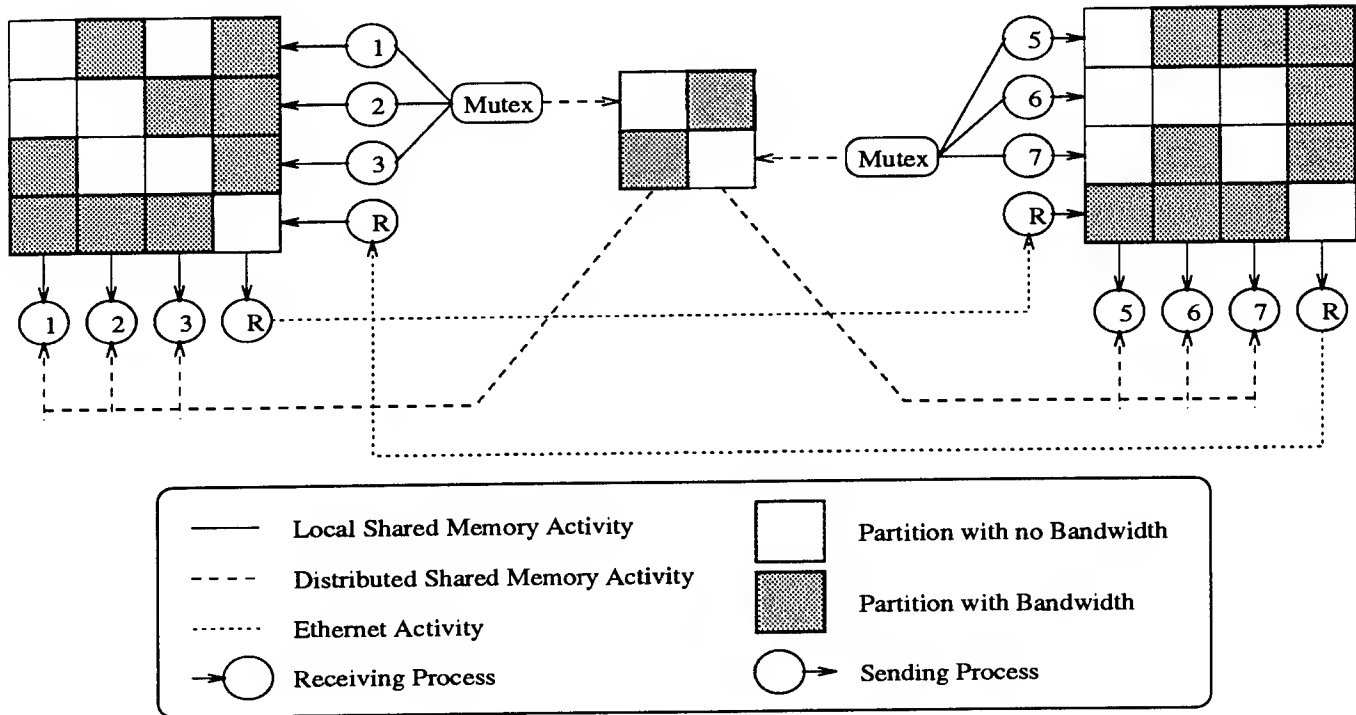 1
5
2
Mutex
6
3
Mutex
7
R
R
1
2
3
R
5
6
7
R
Local Shared Memory Activity
Partition with no Bandwidth
Distributed Shared Memory Activity
Partition with Bandwidth
Ethernet Activity
Receiving Process
Sending Process